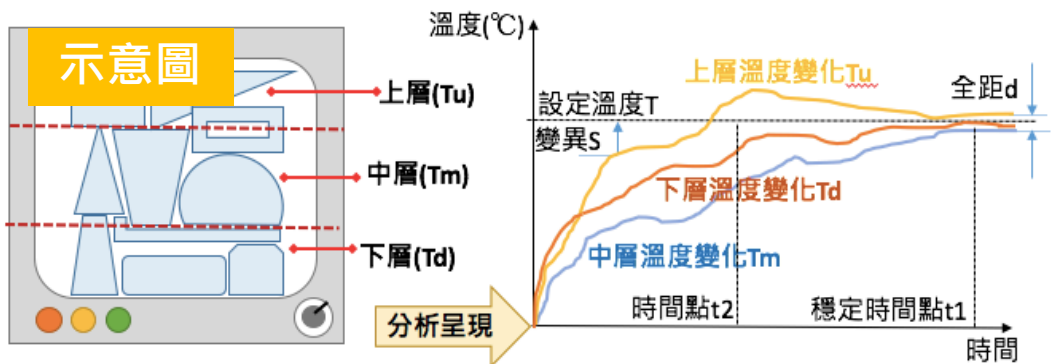 示意圖
上層(Tu)
中層(Tm)
下層(Td)
分析呈現
溫度(℃)
上層溫度變化Tu
全距d
設定溫度T
變異S
下層溫度變化Td
中層溫度變化Tm
時間點t2
穩定時間點t1
時間